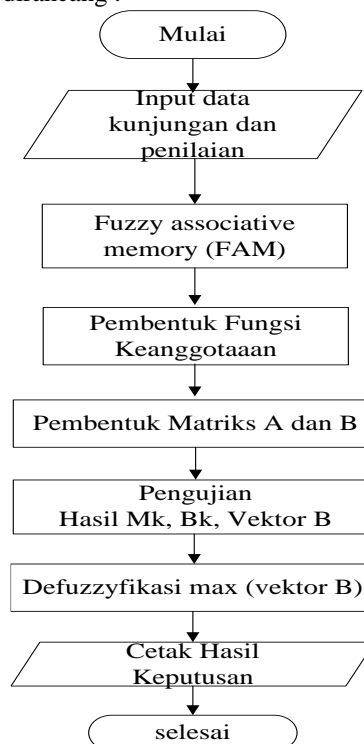 dirancang :
Mulai
Input data
kunjungan dan
penilaian
Fuzzy associative
memory (FAM)
Pembentuk Fungsi
Keanggotaaan
Pembentuk Matriks A dan B
Pengujian
Hasil Mk, Bk, Vektor B
Defuzzyfikasi max (vektor B)
Cetak Hasil
Keputusan
selesai